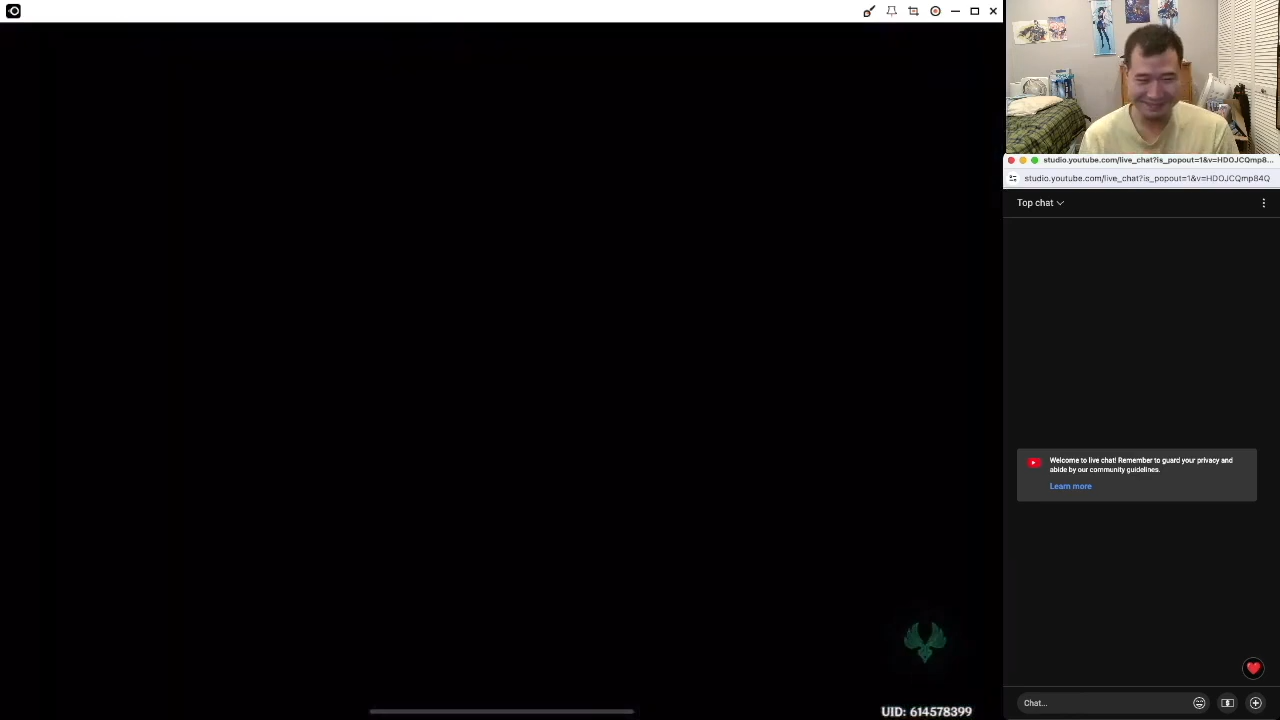 studio.youtube.com/live_chat?is_popout=1&v=HDOJCQmp8...
studio.youtube.com/live_chat?is_popout=1&v=HDOJCQmp84Q
Top chat
Welcome to live chat! Remember to guard your privacy and
abide by our community guidelines.
Learn more
Chat...
UID: 614578399